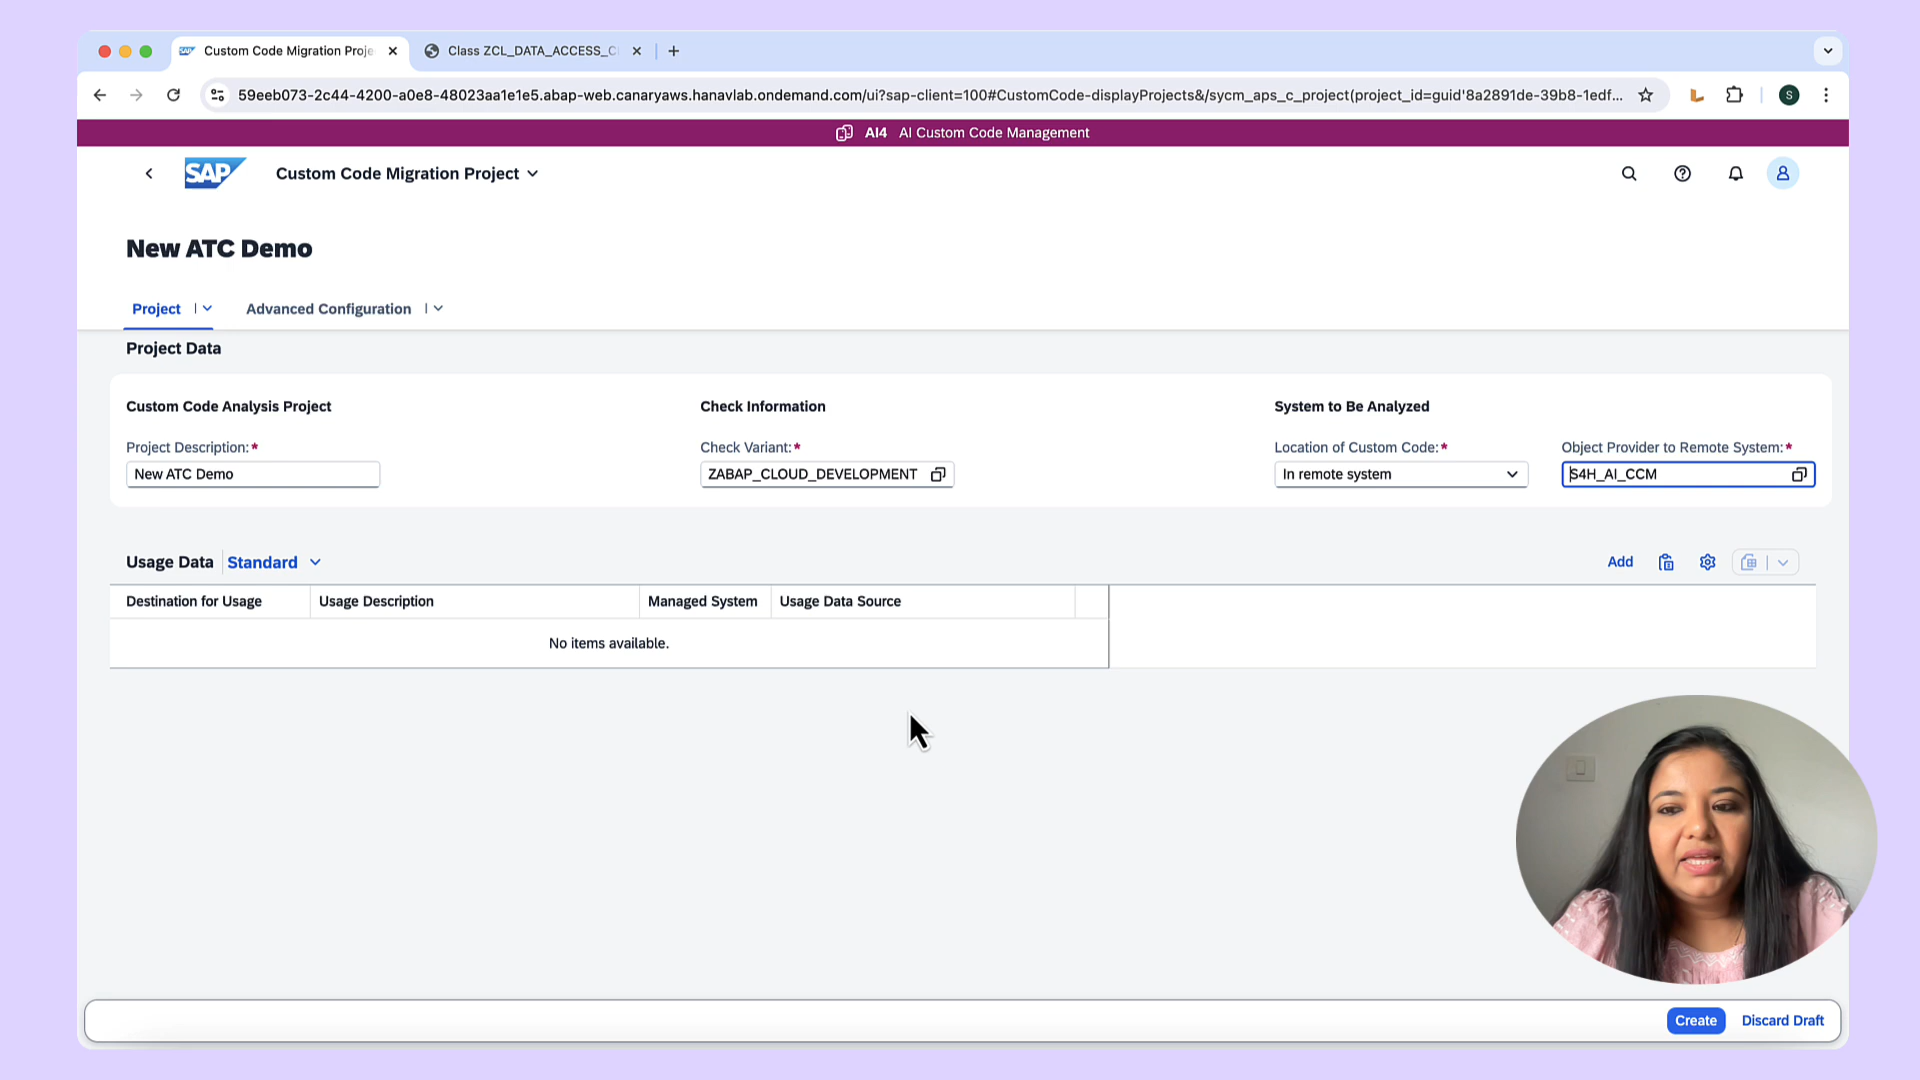 Custom Code Migration Proje
Class ZCL_DATA_ACCESS_C
59eeb073-2c44-4200-a0e8-48023aa1e1e5.abap-web.canaryaws.hanavlab.ondemand.com/ui?sap-client=100#CustomCode-displayProjects&/sycm_aps_c_project(project_id=guid'8a2891de-39b8-1edf...
S
AI4 AI Custom Code Management
SAP Custom Code Migration Project
New ATC Demo
Project Advanced Configuration
Project Data
Custom Code Analysis Project Check Information System to Be Analyzed
Project Description:* Check Variant:* Location of Custom Code:* Object Provider to Remote System:*
New ATC Demo ZABAP_CLOUD_DEVELOPMENT In remote system S4H_AI_CCM
Usage Data Standard Add
Destination for Usage Usage Description Managed System Usage Data Source
No items available.
Create Discard Draft